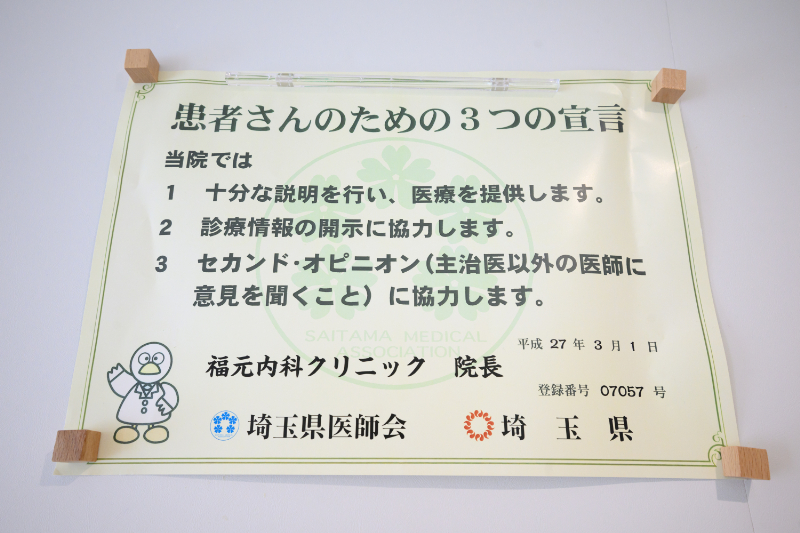 患者さんのための3つの宣言
当院では
1 十分な説明を行い、医療を提供します。
2 診療情報の開示に協力します。
3 セカンド・オピニオン(主治医以外の医師に
意見を聞くこと)に協力します。
SAITAMA MEDICAL
ASSOCIATION
平成 27 年 3 月 1 日
福元内科クリニック 院長
登録番号 07057 号
埼玉県医師会 埼玉県